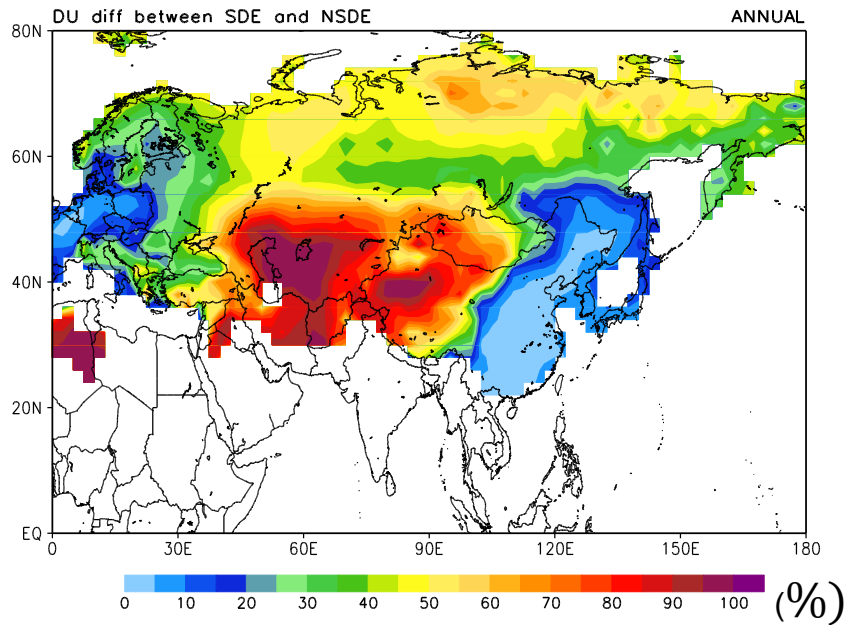 DU diff between SDE and NSDE ANNUAL
80N
60N
40N
20N
EQ
0 30E 60E 90E 120E 150E 180
0 10 20 30 40 50 60 70 80 90 100 (%)